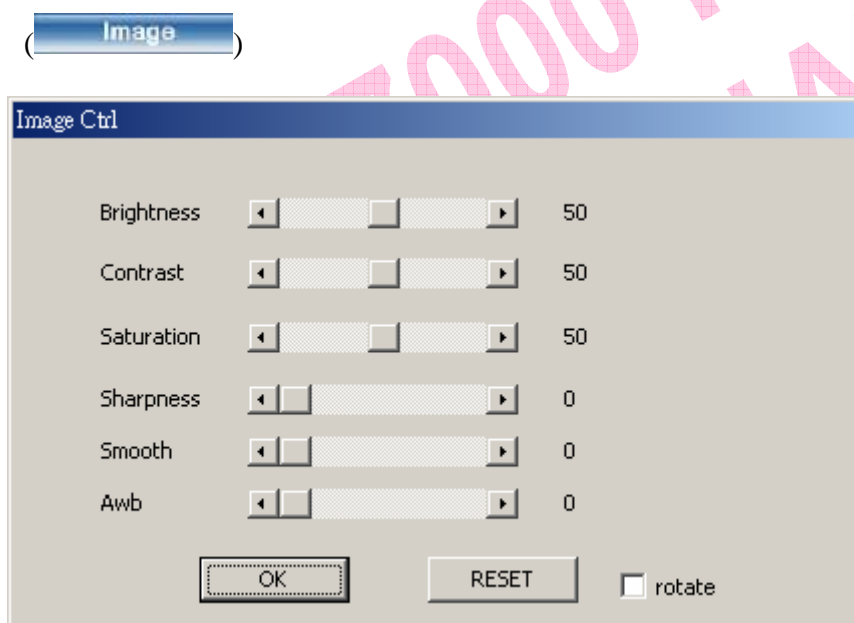 (Image)
Image Ctrl
Brightness 50
Contrast 50
Saturation 50
Sharpness 0
Smooth 0
Awb 0
OK RESET rotate